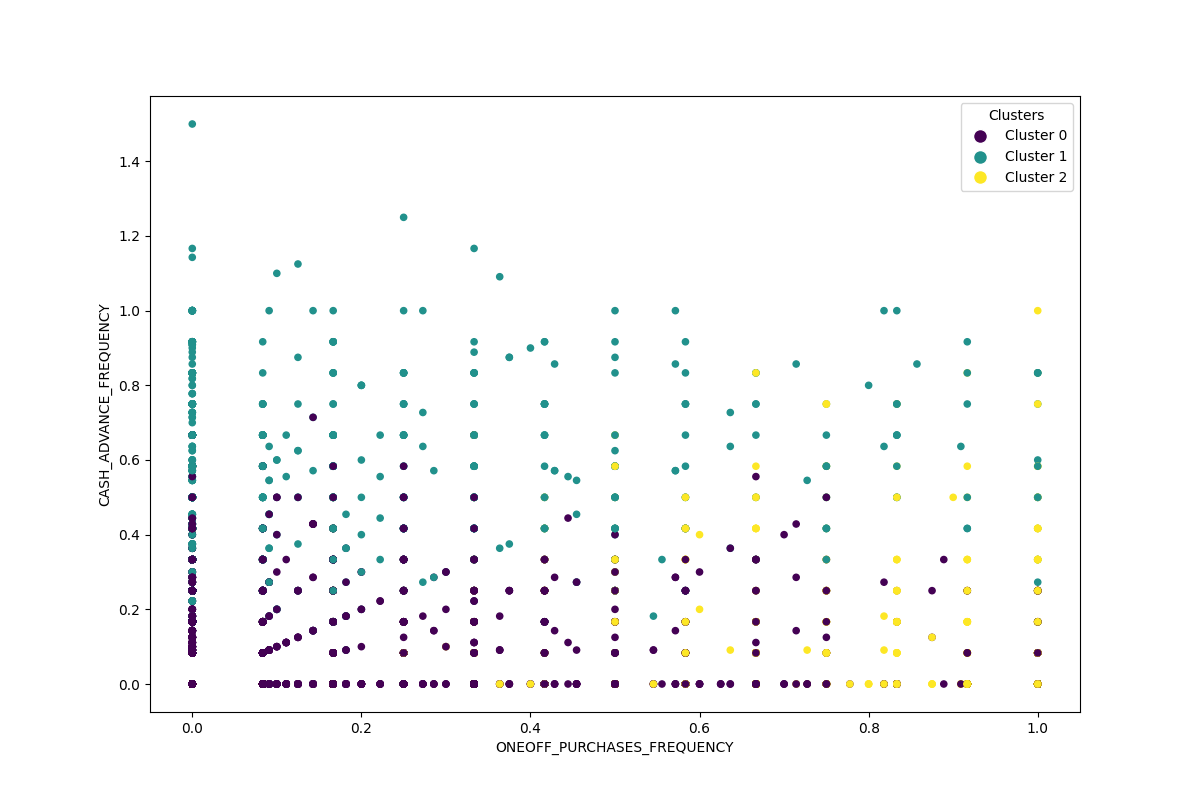 Clusters
Cluster 0
Cluster 1
Cluster 2
1.4
1.2
1.0
0.8
0.6
0.4
0.2
0.0
CASH_ADVANCE_FREQUENCY
0.0 0.2 0.4 0.6 0.8 1.0
ONEOFF_PURCHASES_FREQUENCY